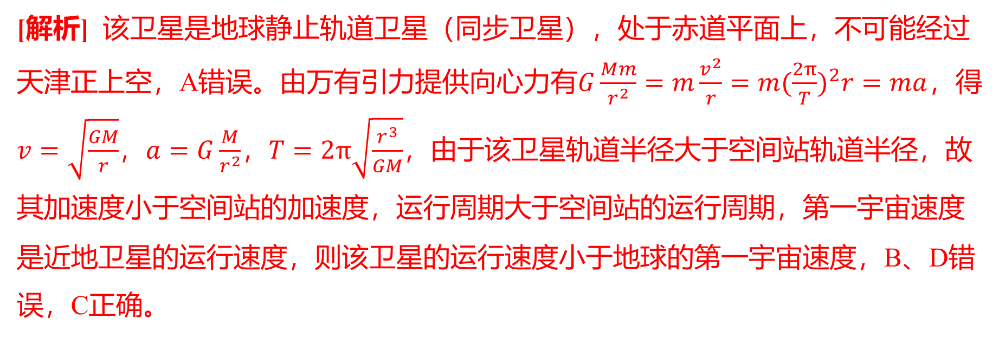 [解析] 该卫星是地球静止轨道卫星（同步卫星），处于赤道平面上，不可能经过
天津正上空，A错误。由万有引力提供向心力有$G\frac{Mm}{r^2}=m\frac{v^2}{r}=m(\frac{2π}{T})^2r=ma$，得
$v=\sqrt{\frac{GM}{r}}$，$a=G\frac{M}{r^2}$，$T=2π\sqrt{\frac{r^3}{GM}}$，由于该卫星轨道半径大于空间站轨道半径，故
其加速度小于空间站的加速度，运行周期大于空间站的运行周期，第一宇宙速度
是近地卫星的运行速度，则该卫星的运行速度小于地球的第一宇宙速度，B、D错
误，C正确。